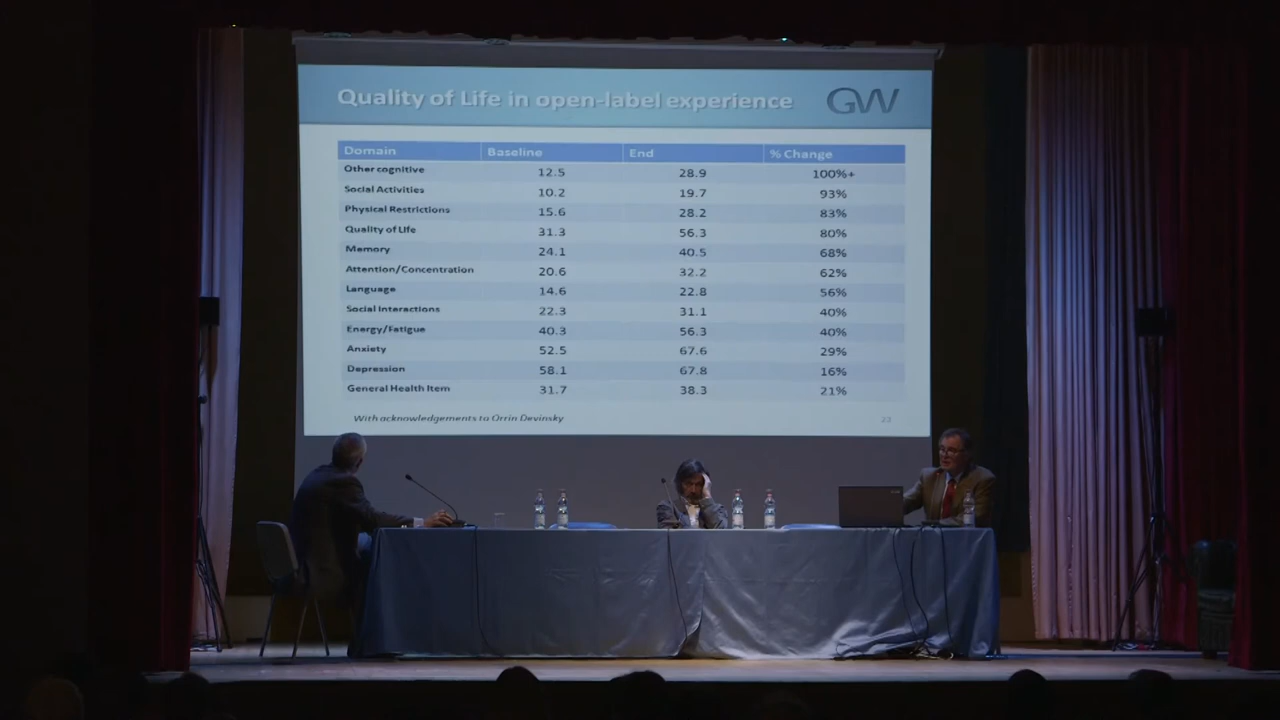 Quality of Life in open-label experience GW
Domain Baseline End % Change
Other cognitive 12.5 28.9 100%+
Social Activities 10.2 19.7 93%
Physical Restrictions 15.6 28.2 83%
Quality of Life 31.3 56.3 80%
Memory 24.1 40.5 68%
Attention/Concentration 20.6 32.2 62%
Language 14.6 22.8 56%
Social Interactions 22.3 31.1 40%
Energy/Fatigue 40.3 56.3 40%
Anxiety 52.5 67.6 29%
Depression 58.1 67.8 16%
General Health Item 31.7 38.3 21%
With acknowledgements to Orrin Devinsky 23